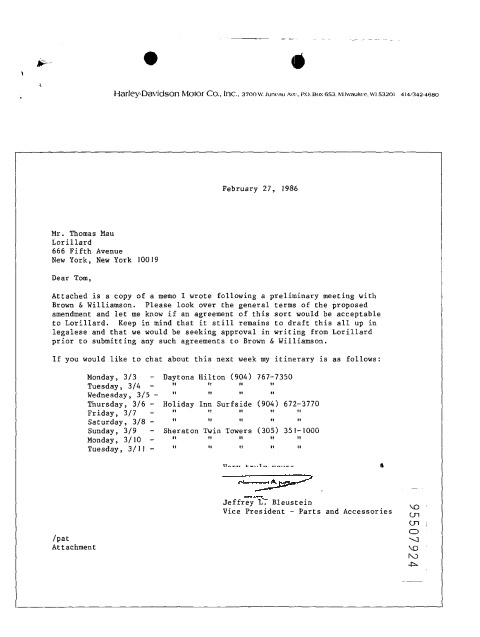 Harley-Davidson Motor Co., Inc., 3700 W. Juneau Ave., P.O. Box 653, Milwaukee, WI 53201 414/342-4680
February 27, 1986
Mr. Thomas Mau
Lorillard
666 Fifth Avenue
New York, New York 10019
Dear Tom,
Attached is a copy of a memo I wrote following a preliminary meeting with
Brown & Williamson. Please look over the general terms of the proposed
amendment and let me know if an agreement of this sort would be acceptable
to Lorillard. Keep in mind that it still remains to draft this all up in
legalese and that we would be seeking approval in writing from Lorillard
prior to submitting any such agreements to Brown & Williamson.
If you would like to chat about this next week my itinerary is as follows:
Monday, 3/3 - Daytona Hilton (904) 767-7350
Tuesday, 3/4 - " " " "
Wednesday, 3/5 - " " " "
Thursday, 3/6 - Holiday Inn Surfside (904) 672-3770
Friday, 3/7 - " " " " "
Saturday, 3/8 - " " " " "
Sunday, 3/9 - Sheraton Twin Towers (305) 351-1000
Monday, 3/10 - " " " " "
Tuesday, 3/11 - " " " " "
Very truly yours,
Jeffrey L. Bleustein
Vice President - Parts and Accessories
/pat
Attachment
95507924